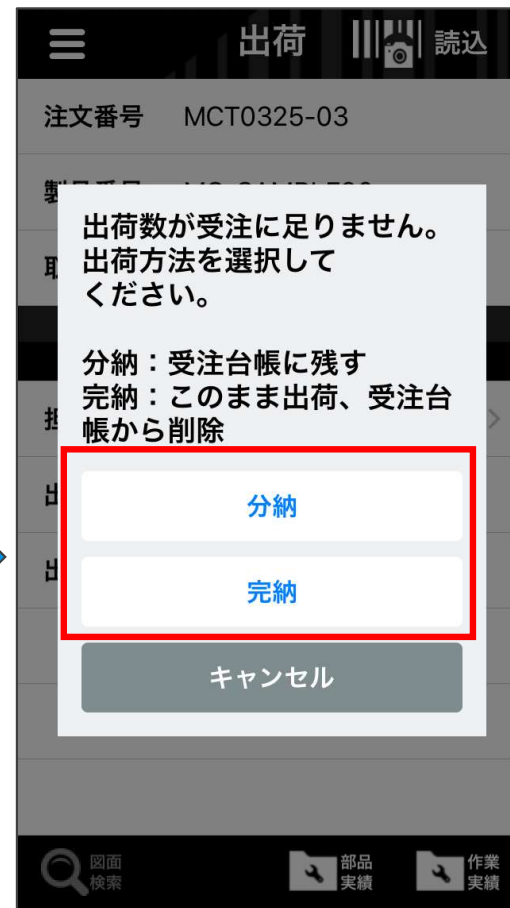 出荷
読込
注文番号 MCT0325-03
出荷数が受注に足りません。
出荷方法を選択して
ください。
分納：受注台帳に残す
完納：このまま出荷、受注台
帳から削除
分納
完納
キャンセル
図面
検索
部品
実績
作業
実績